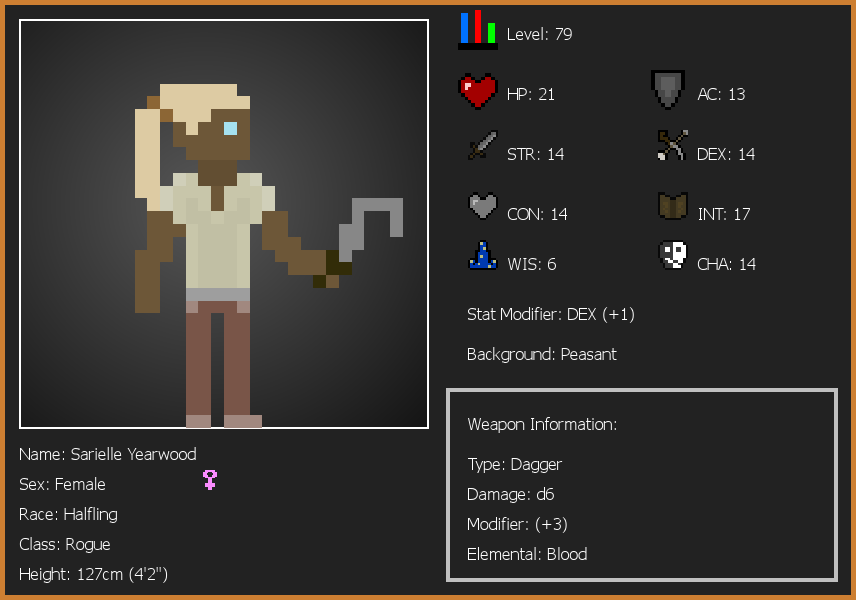 Level: 79
HP: 21
AC: 13
STR: 14
DEX: 14
CON: 14
INT: 17
WIS: 6
CHA: 14
Stat Modifier: DEX (+1)
Background: Peasant
Weapon Information:
Type: Dagger
Damage: d6
Modifier: (+3)
Elemental: Blood
Name: Sarielle Yearwood
Sex: Female
Race: Halfling
Class: Rogue
Height: 127cm (4'2")